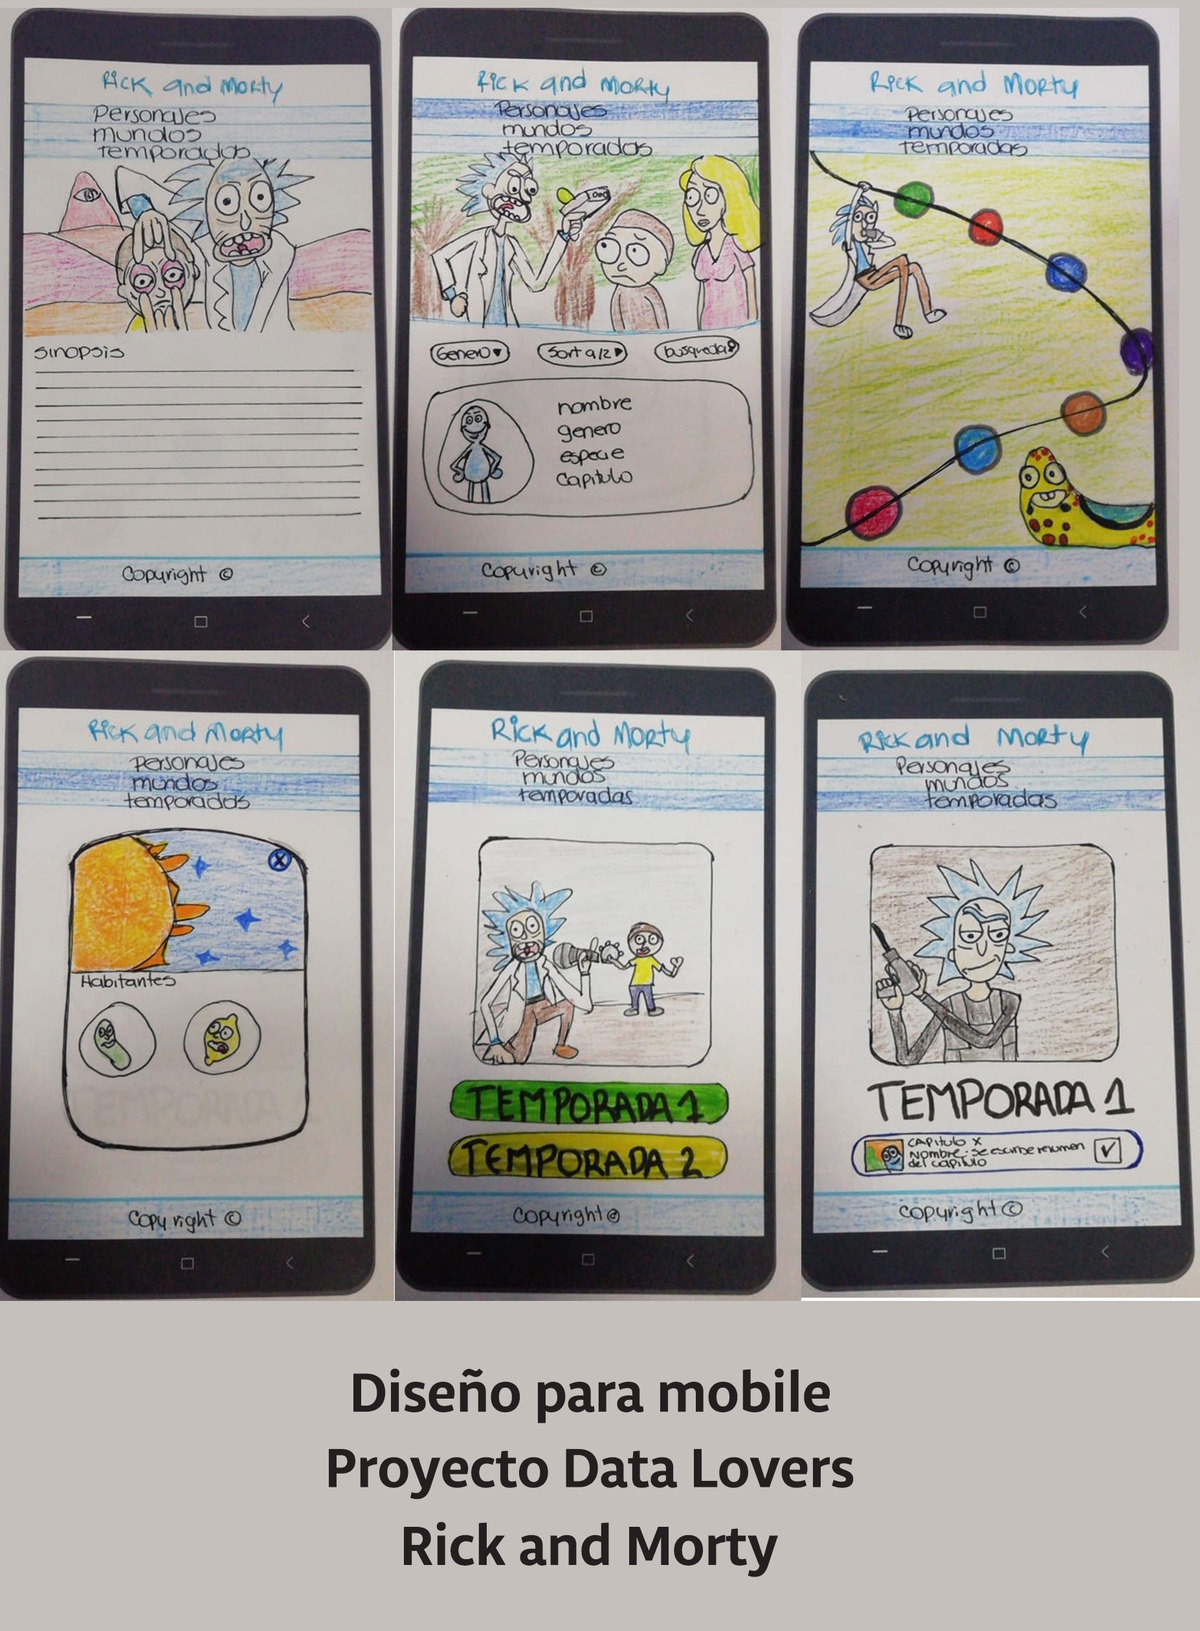 Rick and Morty
Personajes
mundos
temporadas
sinopsis
Copyright ©
Rick and Morty
Personajes
mundos
temporadas
Genero
Sort a/z
busqueda
nombre
genero
especie
capitulo
Copyright ©
Rick and Morty
Personajes
mundos
temporadas
Copyright ©
Rick and Morty
Personajes
mundos
temporadas
X
Habitantes
Copyright ©
Rick and Morty
Personajes
mundos
temporadas
TEMPORADA 1
TEMPORADA 2
Copyright ©
Rick and Morty
Personajes
mundos
temporadas
TEMPORADA 1
CAPitulo X
Nombre: Se escribe resumen
del capitulo
Copyright ©
Diseño para mobile
Proyecto Data Lovers
Rick and Morty